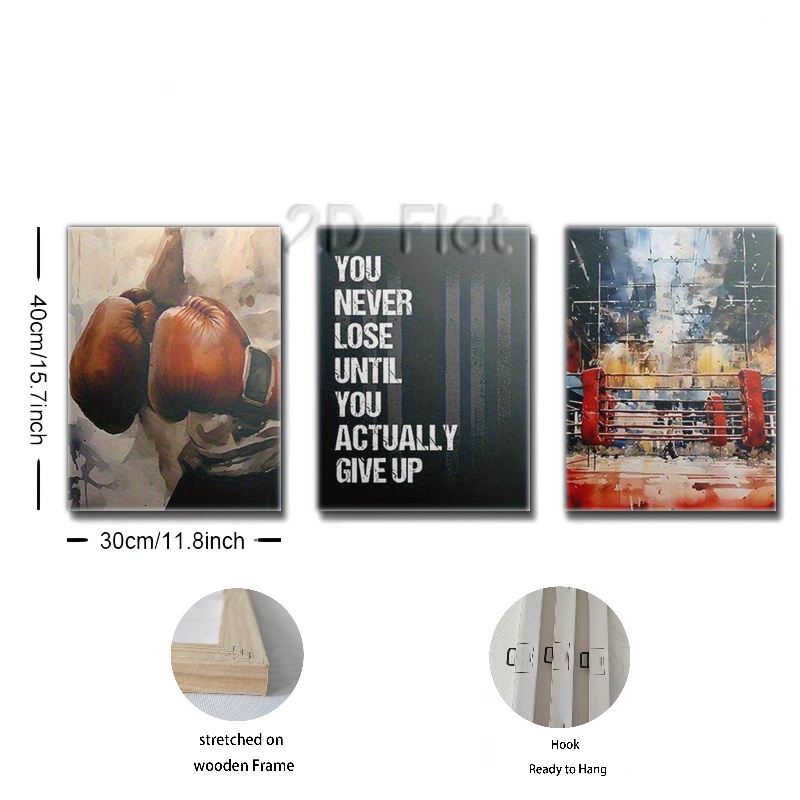 2D Flat
YOU
NEVER
LOSE
UNTIL
YOU
ACTUALLY
GIVE UP
40cm/15.7inch
30cm/11.8inch
stretched on
wooden Frame
Hook
Ready to Hang